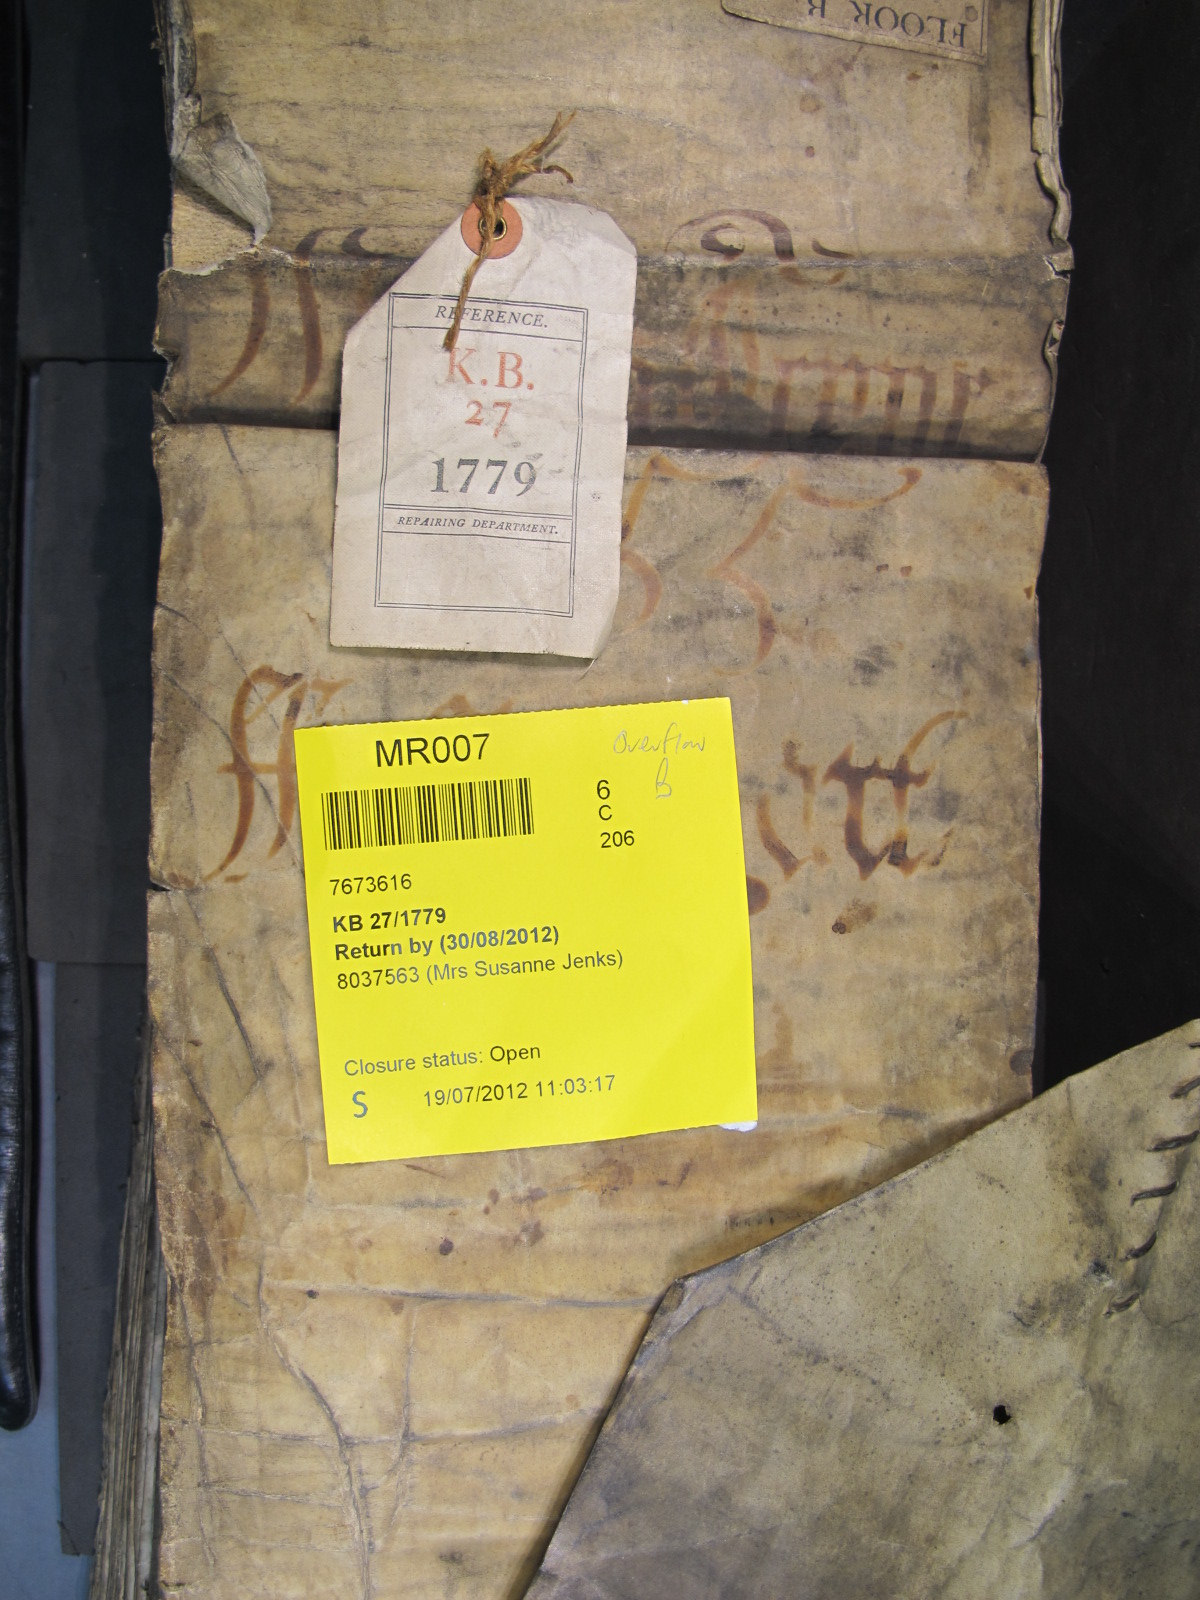 FLOOR
REFERENCE.
K.B.
27
1779
REPAIRING DEPARTMENT.
MR007
Overflow
B
6
C
206
7673616
KB 27/1779
Return by (30/08/2012)
8037563 (Mrs Susanne Jenks)
Closure status: Open
S 19/07/2012 11:03:17